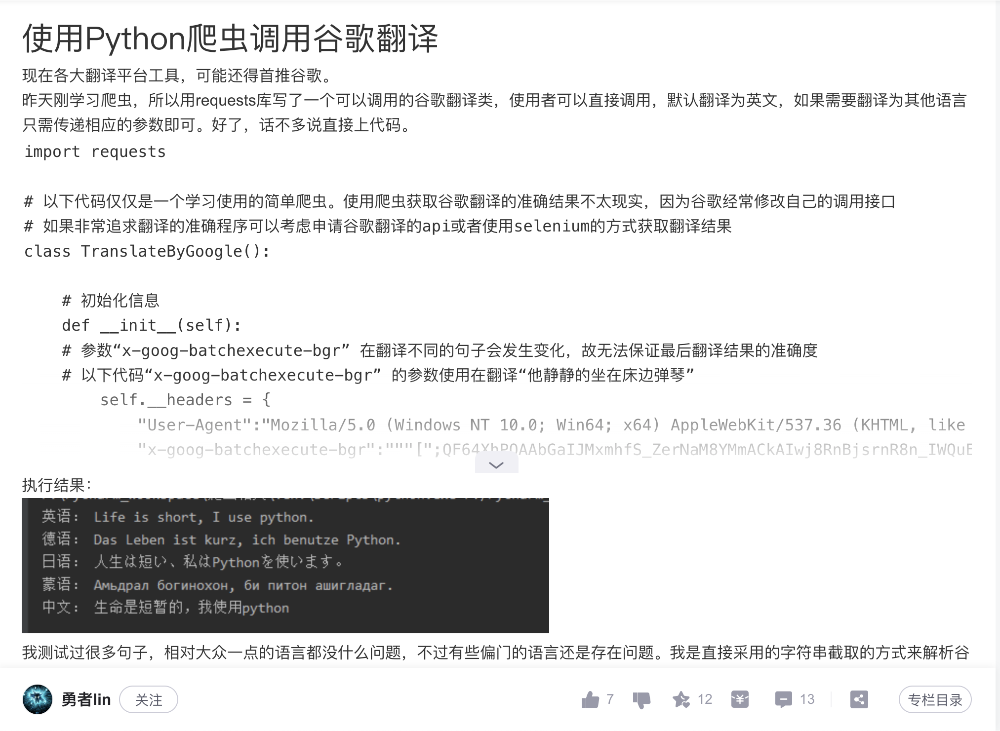 使用Python爬虫调用谷歌翻译
现在各大翻译平台工具，可能还得首推谷歌。
昨天刚学习爬虫，所以用requests库写了一个可以调用的谷歌翻译类，使用者可以直接调用，默认翻译为英文，如果需要翻译为其他语言
只需传递相应的参数即可。好了，话不多说直接上代码。
import requests
# 以下代码仅仅是一个学习使用的简单爬虫。使用爬虫获取谷歌翻译的准确结果不太现实，因为谷歌经常修改自己的调用接口
# 如果非常追求翻译的准确程序可以考虑申请谷歌翻译的api或者使用selenium的方式获取翻译结果
class TranslateByGoogle():
# 初始化信息
def __init__(self):
# 参数“x-goog-batchexecute-bgr” 在翻译不同的句子会发生变化，故无法保证最后翻译结果的准确度
# 以下代码“x-goog-batchexecute-bgr” 的参数使用在翻译“他静静的坐在床边弹琴”
self.__headers = {
"User-Agent":"Mozilla/5.0 (Windows NT 10.0; Win64; x64) AppleWebKit/537.36 (KHTML, like
"x-goog-batchexecute-bgr":"""[";
执行结果：
英语： Life is short, I use python.
德语： Das Leben ist kurz, ich benutze Python.
日语： 人生は短い、私はPythonを使います。
蒙语： Амьдрал богинохон, би питон ашигладаг.
中文： 生命是短暂的，我使用python
我测试过很多句子，相对大众一点的语言都没什么问题，不过有些偏门的语言还是存在问题。我是直接采用的字符串截取的方式来解析谷
勇者lin 关注 7 12 13 专栏目录